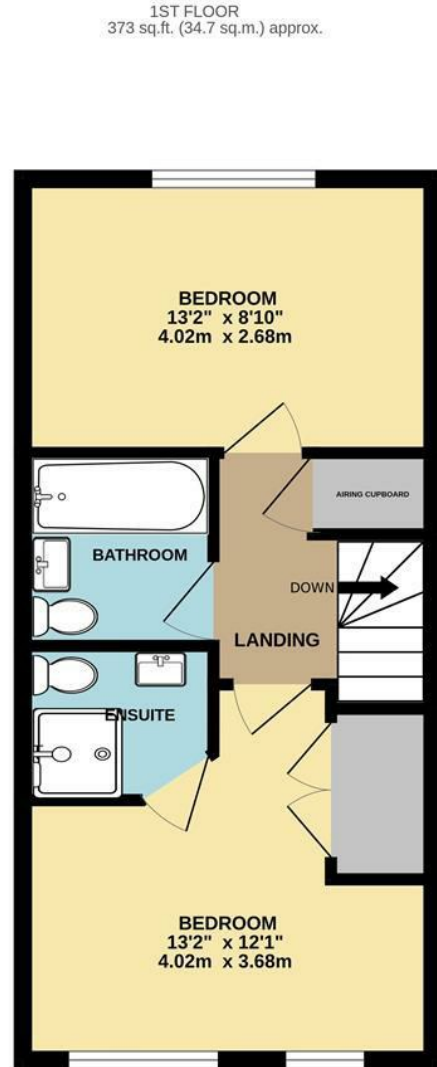 1ST FLOOR
373 sq.ft. (34.7 sq.m.) approx.
BEDROOM
13'2" x 8'10"
4.02m x 2.68m
AIRING CUPBOARD
BATHROOM
DOWN
LANDING
ENSUITE
BEDROOM
13'2" x 12'1"
4.02m x 3.68m